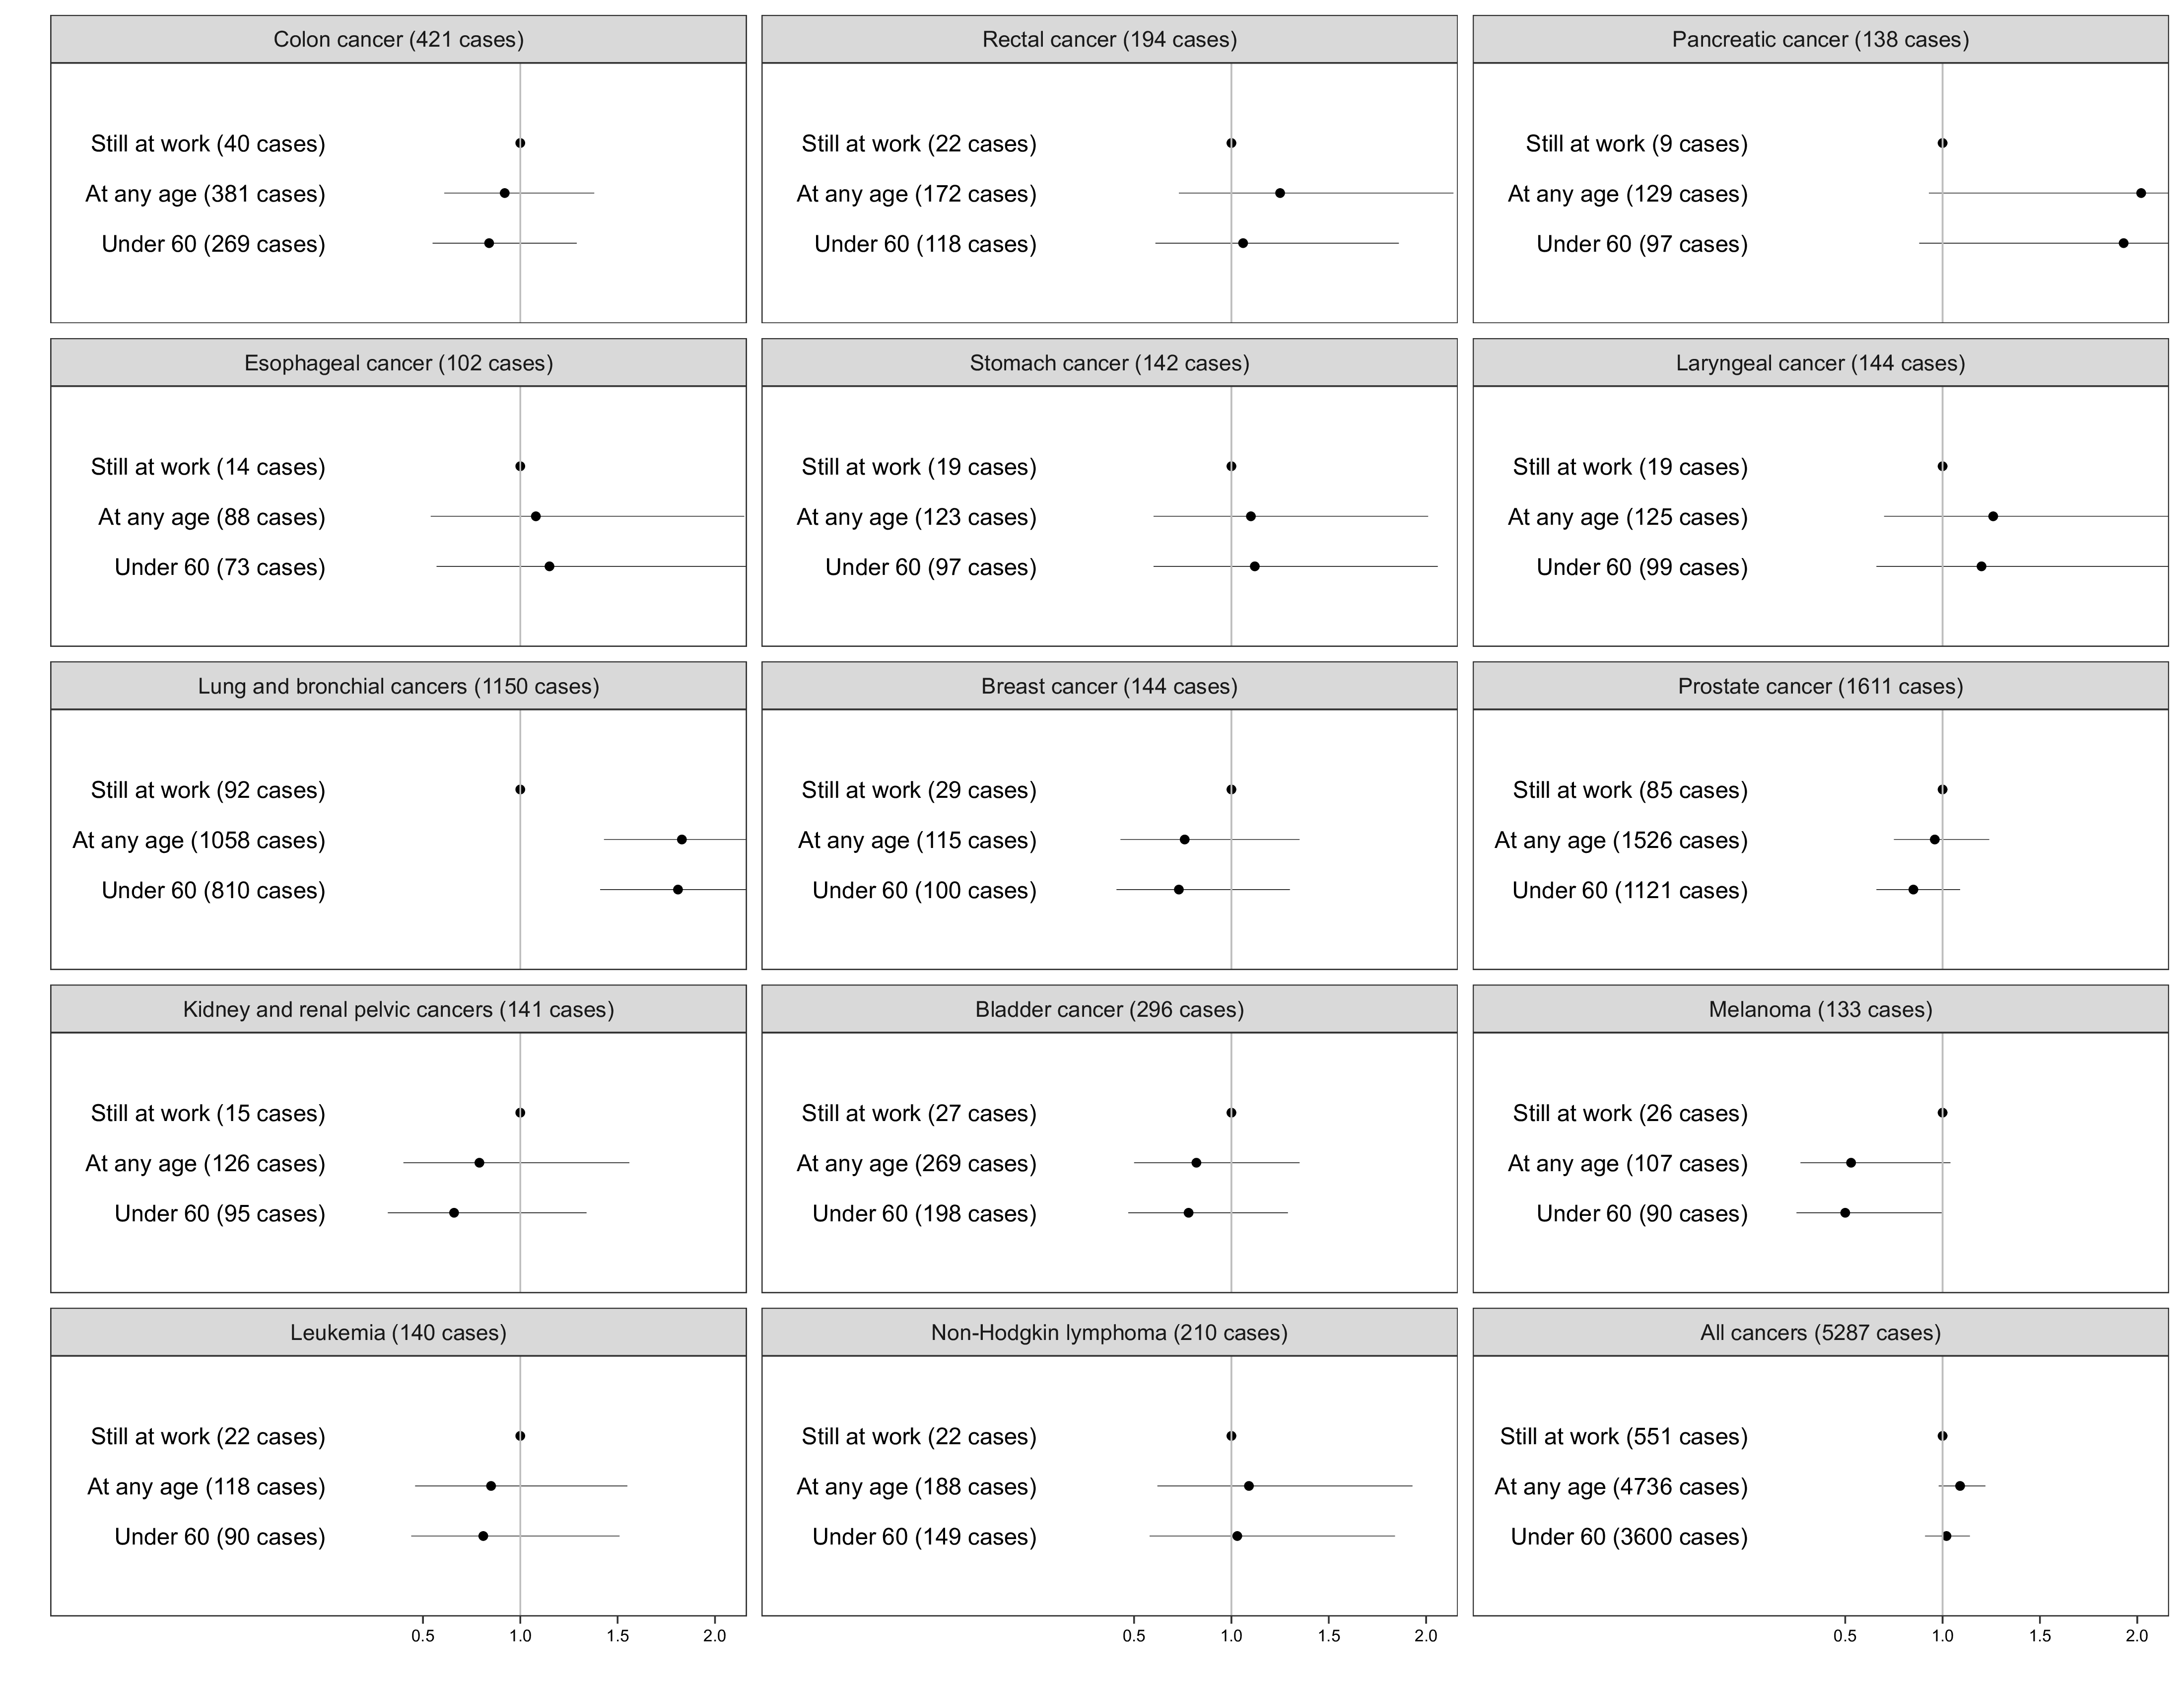 Colon cancer (421 cases)
Still at work (40 cases)
At any age (381 cases)
Under 60 (269 cases)
Rectal cancer (194 cases)
Still at work (22 cases)
At any age (172 cases)
Under 60 (118 cases)
Pancreatic cancer (138 cases)
Still at work (9 cases)
At any age (129 cases)
Under 60 (97 cases)
Esophageal cancer (102 cases)
Still at work (14 cases)
At any age (88 cases)
Under 60 (73 cases)
Stomach cancer (142 cases)
Still at work (19 cases)
At any age (123 cases)
Under 60 (97 cases)
Laryngeal cancer (144 cases)
Still at work (19 cases)
At any age (125 cases)
Under 60 (99 cases)
Lung and bronchial cancers (1150 cases)
Still at work (92 cases)
At any age (1058 cases)
Under 60 (810 cases)
Breast cancer (144 cases)
Still at work (29 cases)
At any age (115 cases)
Under 60 (100 cases)
Prostate cancer (1611 cases)
Still at work (85 cases)
At any age (1526 cases)
Under 60 (1121 cases)
Kidney and renal pelvic cancers (141 cases)
Still at work (15 cases)
At any age (126 cases)
Under 60 (95 cases)
Bladder cancer (296 cases)
Still at work (27 cases)
At any age (269 cases)
Under 60 (198 cases)
Melanoma (133 cases)
Still at work (26 cases)
At any age (107 cases)
Under 60 (90 cases)
Leukemia (140 cases)
Still at work (22 cases)
At any age (118 cases)
Under 60 (90 cases)
0.5 1.0 1.5 2.0
Non-Hodgkin lymphoma (210 cases)
Still at work (22 cases)
At any age (188 cases)
Under 60 (149 cases)
0.5 1.0 1.5 2.0
All cancers (5287 cases)
Still at work (551 cases)
At any age (4736 cases)
Under 60 (3600 cases)
0.5 1.0 1.5 2.0